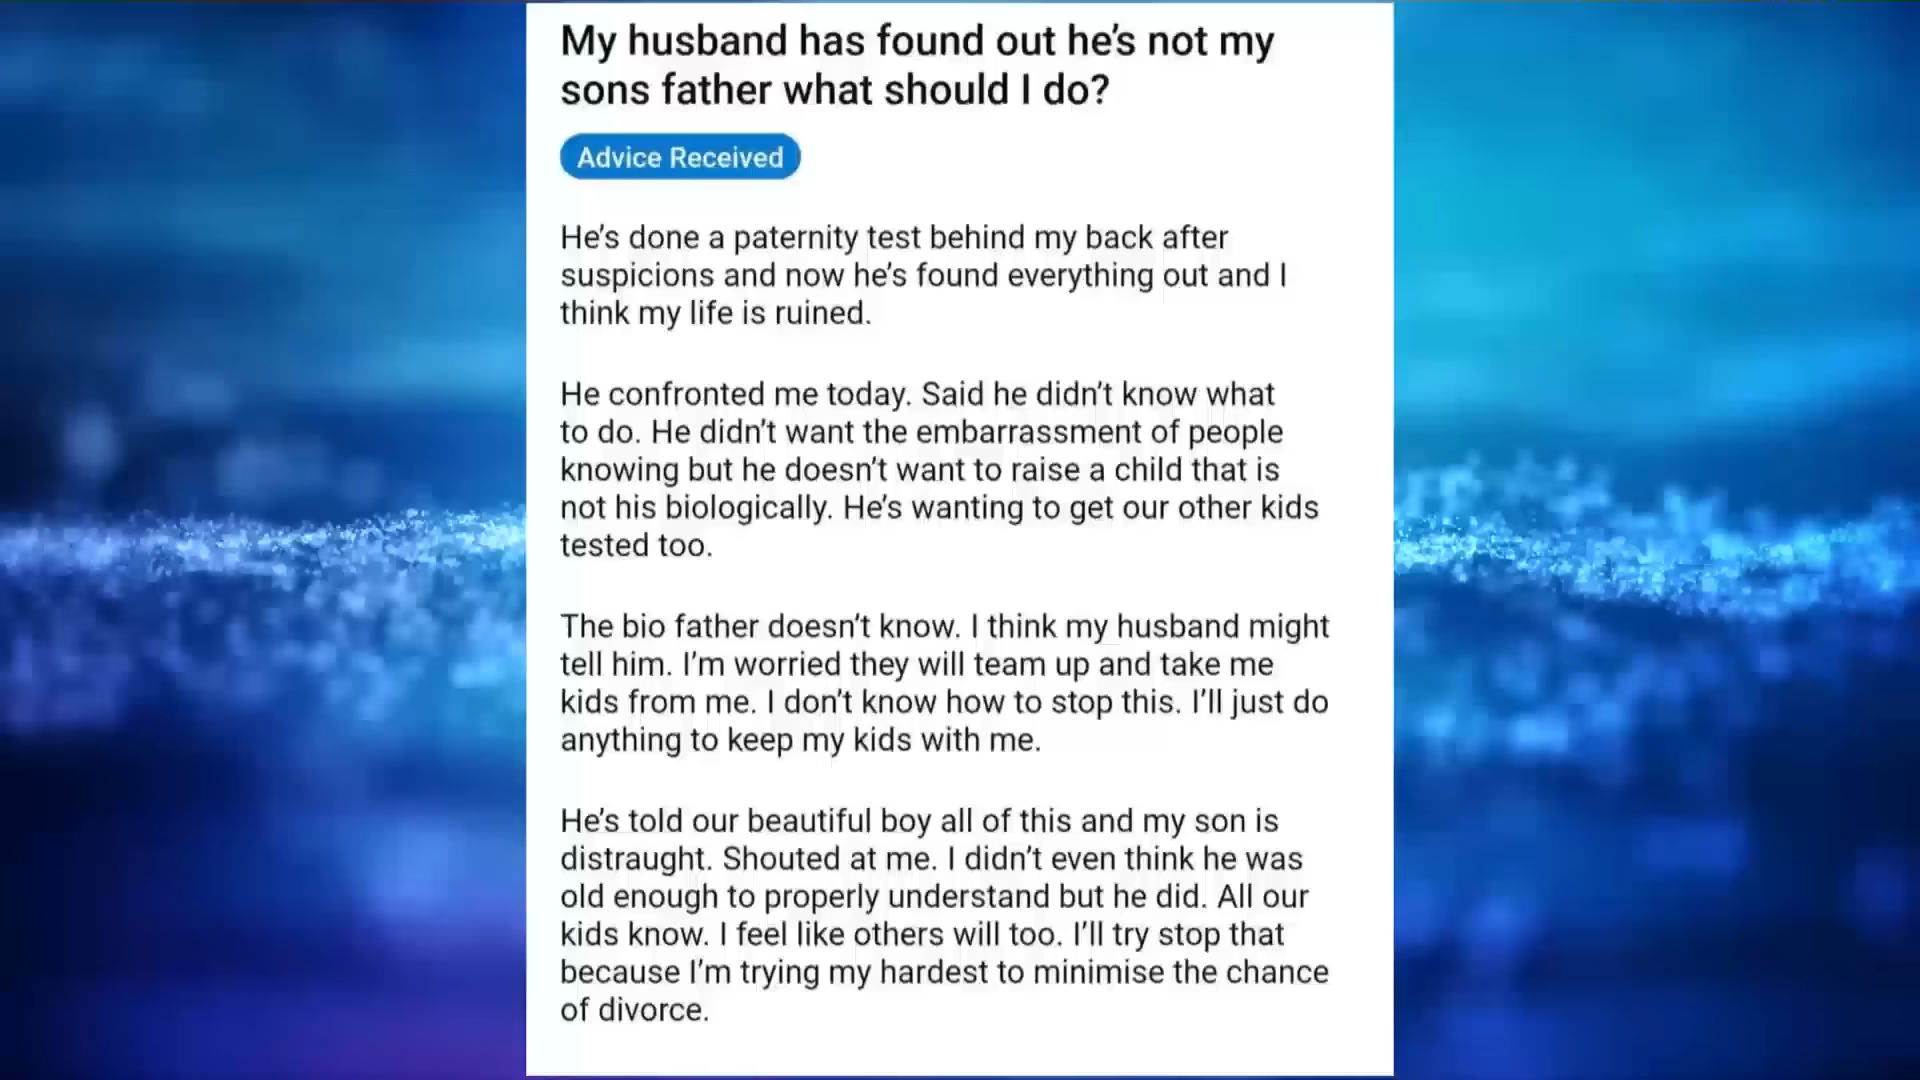 My husband has found out he's not my
sons father what should I do?
Advice Received
He's done a paternity test behind my back after
suspicions and now he's found everything out and I
think my life is ruined.
He confronted me today. Said he didn't know what
to do. He didn't want the embarrassment of people
knowing but he doesn't want to raise a child that is
not his biologically. He's wanting to get our other kids
tested too.
The bio father doesn't know. I think my husband might
tell him. I'm worried they will team up and take me
kids from me. I don't know how to stop this. I'll just do
anything to keep my kids with me.
He's told our beautiful boy all of this and my son is
distraught. Shouted at me. I didn't even think he was
old enough to properly understand but he did. All our
kids know. I feel like others will too. I'll try stop that
because I'm trying my hardest to minimise the chance
of divorce.